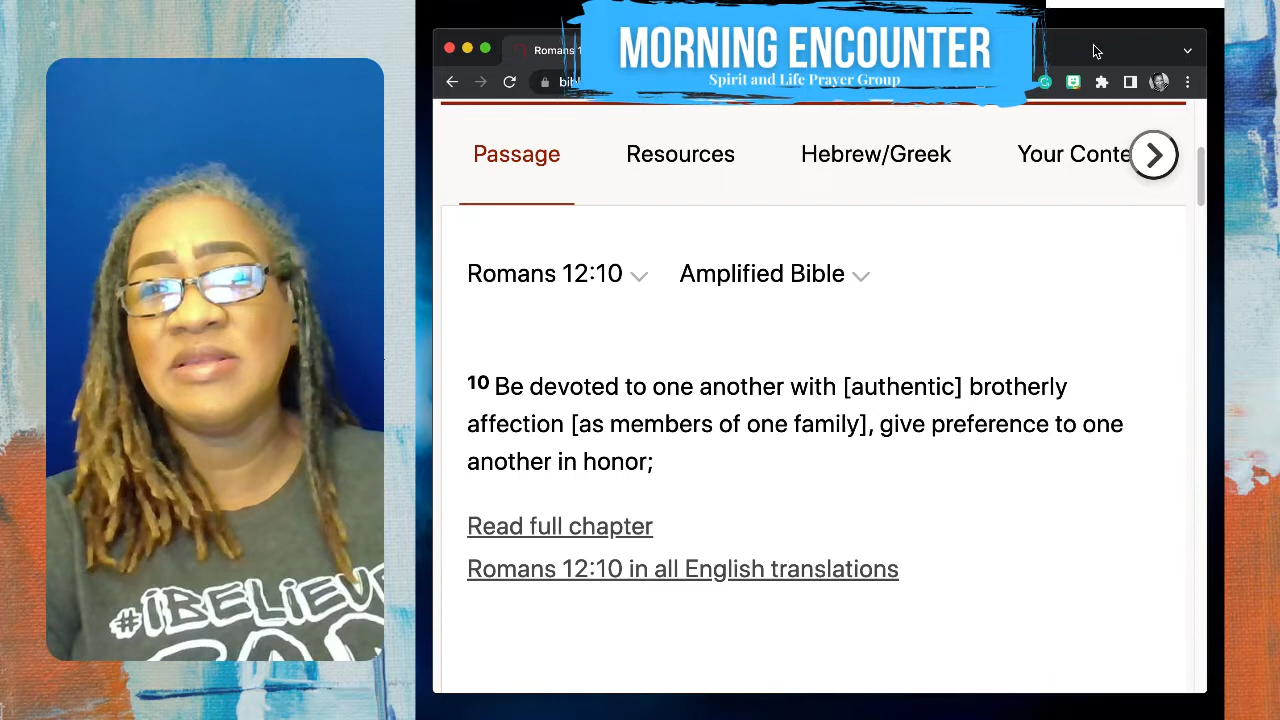 MORNING ENCOUNTER
Spirit and Life Prayer Group
Romans 1
Passage
Resources
Hebrew/Greek
Your Conte
Romans 12:10
Amplified Bible
10 Be devoted to one another with [authentic] brotherly
affection [as members of one family], give preference to one
another in honor;
Read full chapter
Romans 12:10 in all English translations
#IBELIEVE